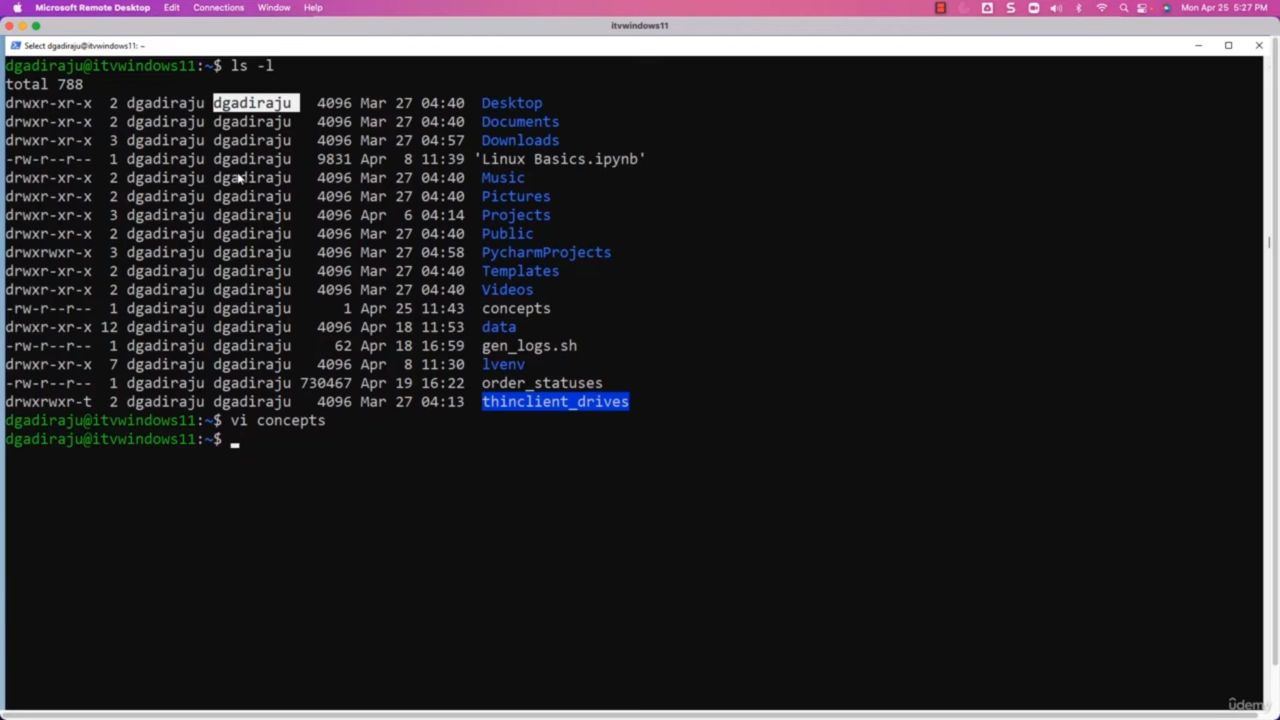 Microsoft Remote Desktop Edit Connections Window Help Mon Apr 25 5:27 PM
itvwindows11
Select dgadiraju@itvwindows11: ~
dgadiraju@itvwindows11:~$ ls -l
total 788
drwxr-xr-x 2 dgadiraju dgadiraju 4096 Mar 27 04:40 Desktop
drwxr-xr-x 2 dgadiraju dgadiraju 4096 Mar 27 04:40 Documents
drwxr-xr-x 3 dgadiraju dgadiraju 4096 Mar 27 04:57 Downloads
-rw-r--r-- 1 dgadiraju dgadiraju 9831 Apr 8 11:39 'Linux Basics.ipynb'
drwxr-xr-x 2 dgadiraju dgadiraju 4096 Mar 27 04:40 Music
drwxr-xr-x 2 dgadiraju dgadiraju 4096 Mar 27 04:40 Pictures
drwxr-xr-x 3 dgadiraju dgadiraju 4096 Apr 6 04:14 Projects
drwxr-xr-x 2 dgadiraju dgadiraju 4096 Mar 27 04:40 Public
drwxrwxr-x 3 dgadiraju dgadiraju 4096 Mar 27 04:58 PycharmProjects
drwxr-xr-x 2 dgadiraju dgadiraju 4096 Mar 27 04:40 Templates
drwxr-xr-x 2 dgadiraju dgadiraju 4096 Mar 27 04:40 Videos
-rw-r--r-- 1 dgadiraju dgadiraju 1 Apr 25 11:43 concepts
drwxr-xr-x 12 dgadiraju dgadiraju 4096 Apr 18 11:53 data
-rw-r--r-- 1 dgadiraju dgadiraju 62 Apr 18 16:59 gen_logs.sh
drwxr-xr-x 7 dgadiraju dgadiraju 4096 Apr 8 11:30 lvenv
-rw-r--r-- 1 dgadiraju dgadiraju 730467 Apr 19 16:22 order_statuses
drwxrwxr-t 2 dgadiraju dgadiraju 4096 Mar 27 04:13 thinclient_drives
dgadiraju@itvwindows11:~$ vi concepts
dgadiraju@itvwindows11:~$
ûdemy